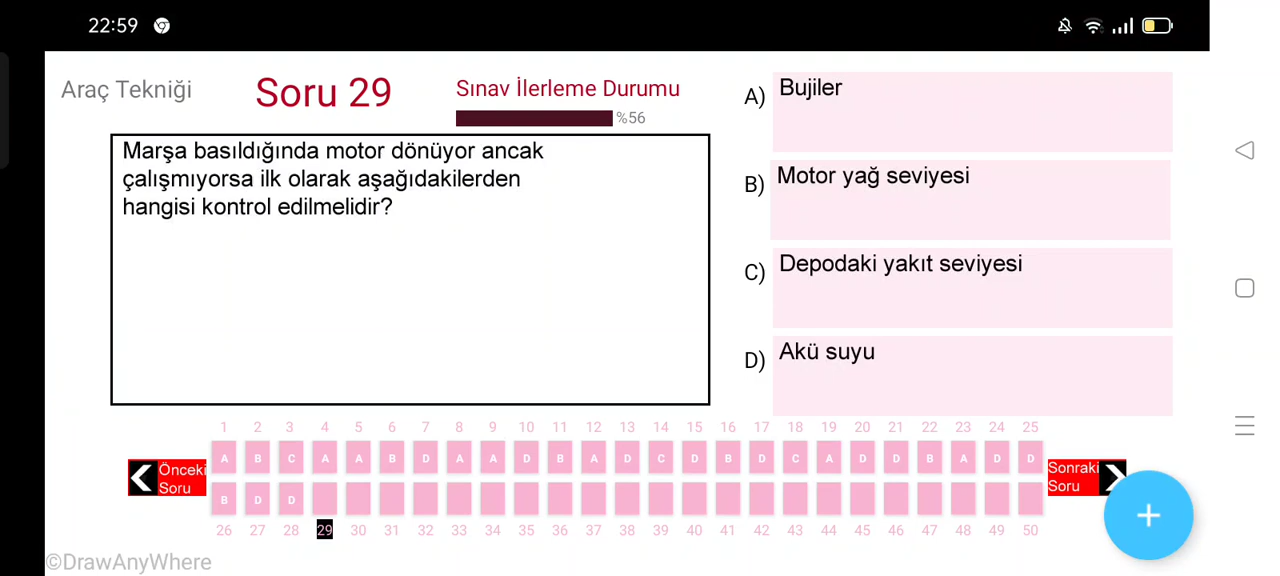 22:59
Araç Tekniği
Soru 29
Sınav İlerleme Durumu
%56
Marşa basıldığında motor dönüyor ancak
çalışmıyorsa ilk olarak aşağıdakilerden
hangisi kontrol edilmelidir?
A) Bujiler
B) Motor yağ seviyesi
C) Depodaki yakıt seviyesi
D) Akü suyu
1 2 3 4 5 6 7 8 9 10 11 12 13 14 15 16 17 18 19 20 21 22 23 24 25
A B C A A B D A A D B A D C D B D C A D D B A D D
Önceki
Soru
Sonraki
Soru
B D D
26 27 28 29 30 31 32 33 34 35 36 37 38 39 40 41 42 43 44 45 46 47 48 49 50
+
©DrawAnyWhere